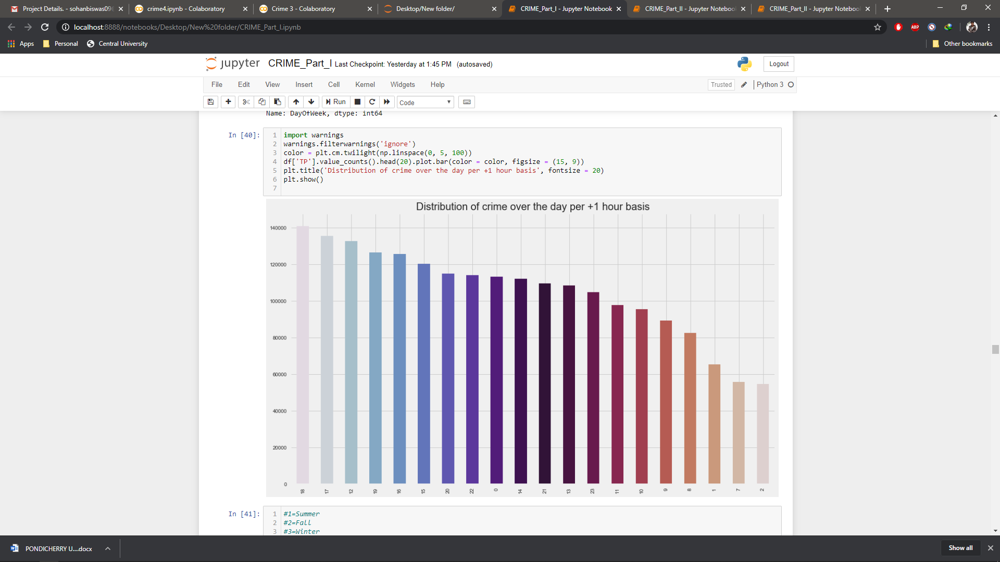 Project Details. - sohanbiswas09
crime4.ipynb - Colaboratory
Crime 3 - Colaboratory
Desktop/New folder/
CRIME_Part_I - Jupyter Notebook
CRIME_Part_II - Jupyter Notebook
CRIME_Part_II - Jupyter Notebook
localhost:8888/notebooks/Desktop/New%20folder/CRIME_Part_I.ipynb
ABP
Apps Personal Central University Other bookmarks
jupyter CRIME_Part_I Last Checkpoint: Yesterday at 1:45 PM (autosaved) Logout
File Edit View Insert Cell Kernel Widgets Help Trusted Python 3
Run Code
Name: DayOfWeek, dtype: int64
In [40]:
1 import warnings
2 warnings.filterwarnings('ignore')
3 color = plt.cm.twilight(np.linspace(0, 5, 100))
4 df['TP'].value_counts().head(20).plot.bar(color = color, figsize = (15, 9))
5 plt.title('Distribution of crime over the day per +1 hour basis', fontsize = 20)
6 plt.show()
7
Distribution of crime over the day per +1 hour basis
140000
120000
100000
80000
60000
40000
20000
0
18 17 12 19 16 15 20 22 0 14 21 13 23 11 10 9 8 1 7 2
In [41]:
1 #1=Summer
2 #2=Fall
3 #3=Winter
PONDICHERRY U....docx Show all